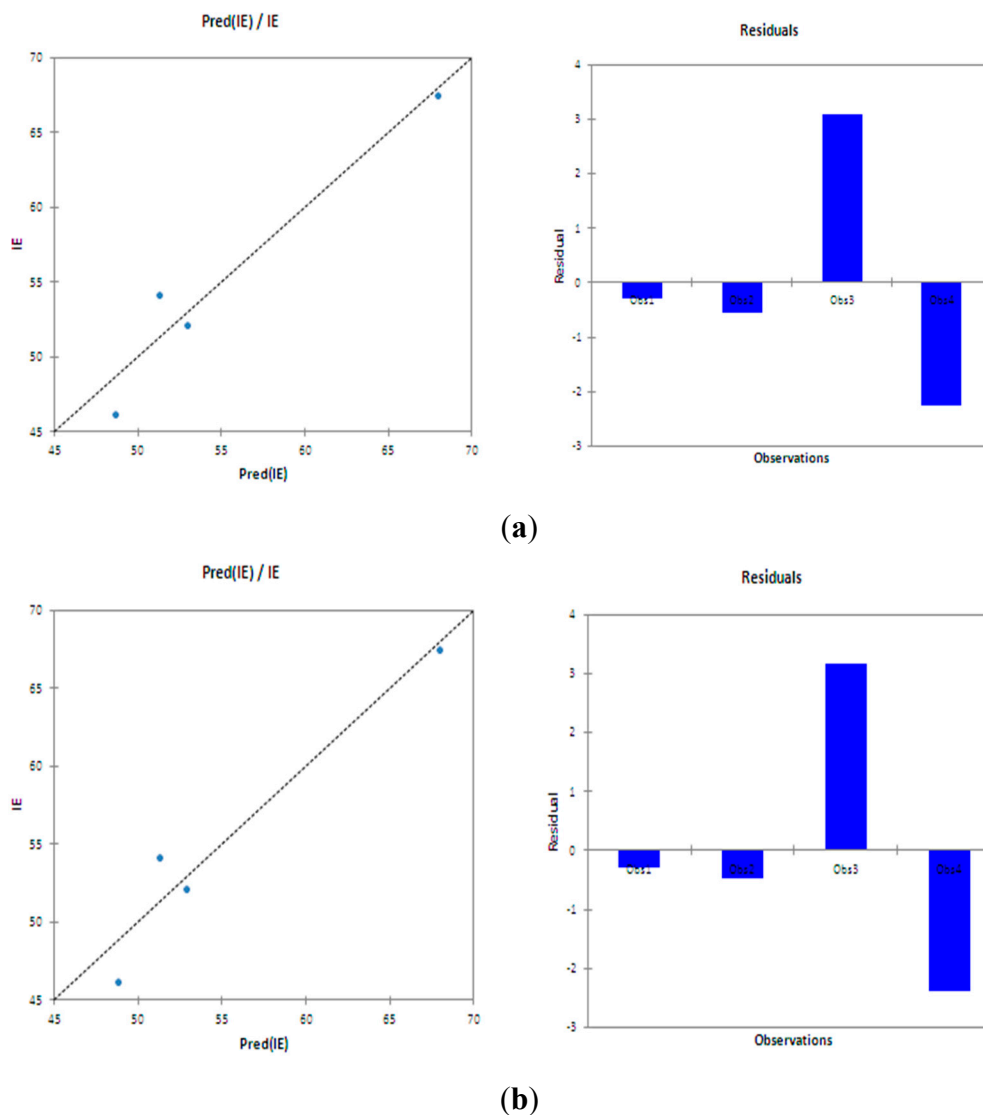 Pred(IE) / IE
70
65
60
55
50
45
IE
45 50 55 60 65 70
Pred(IE)
Residuals
4
3
2
1
0
-1
-2
-3
Residual
Obs1 Obs2 Obs3 Obs4
Observations
(a)
Pred(IE) / IE
70
65
60
55
50
45
IE
45 50 55 60 65 70
Pred(IE)
Residuals
4
3
2
1
0
-1
-2
-3
Residual
Obs1 Obs2 Obs3 Obs4
Observations
(b)